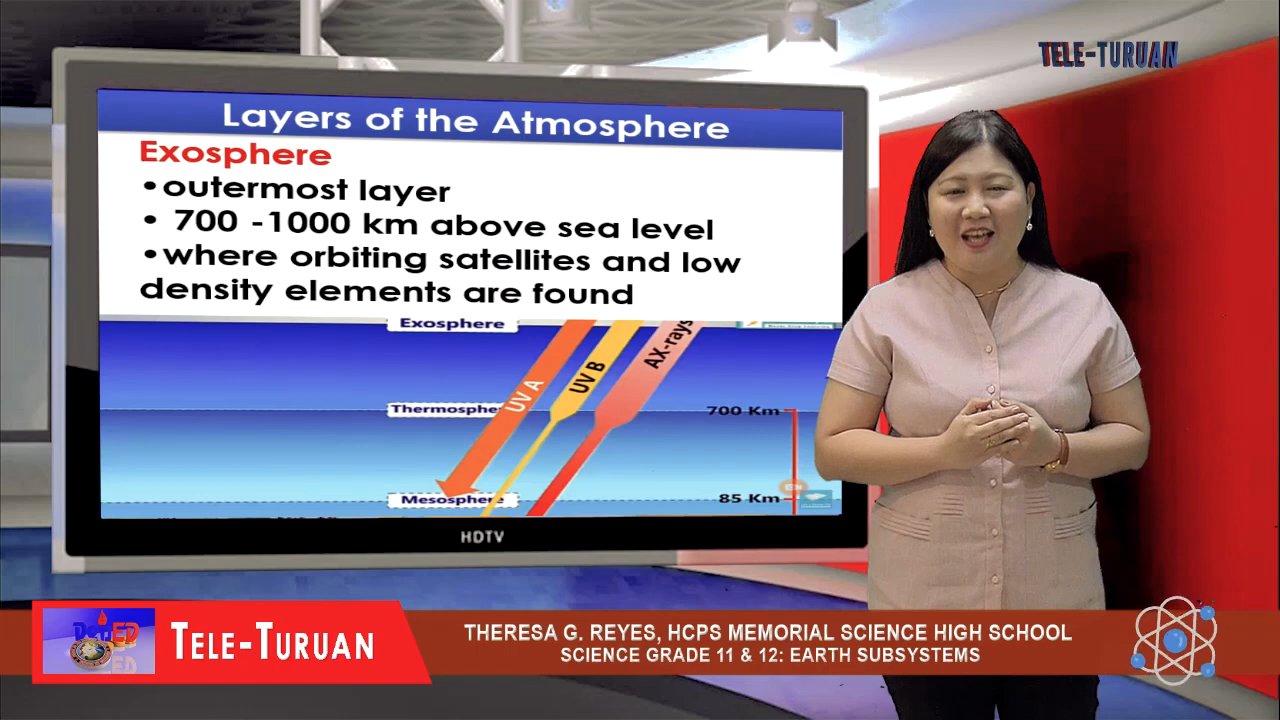 TELE-TURUAN
Layers of the Atmosphere
Exosphere
•outermost layer
• 700 -1000 km above sea level
•where orbiting satellites and low
density elements are found
Exosphere
UV A
UV B
AX-rays
Thermosphe
700 Km
Mesosphere
85 Km
HDTV
DepED
TELE-TURUAN
THERESA G. REYES, HCPS MEMORIAL SCIENCE HIGH SCHOOL
SCIENCE GRADE 11 & 12: EARTH SUBSYSTEMS